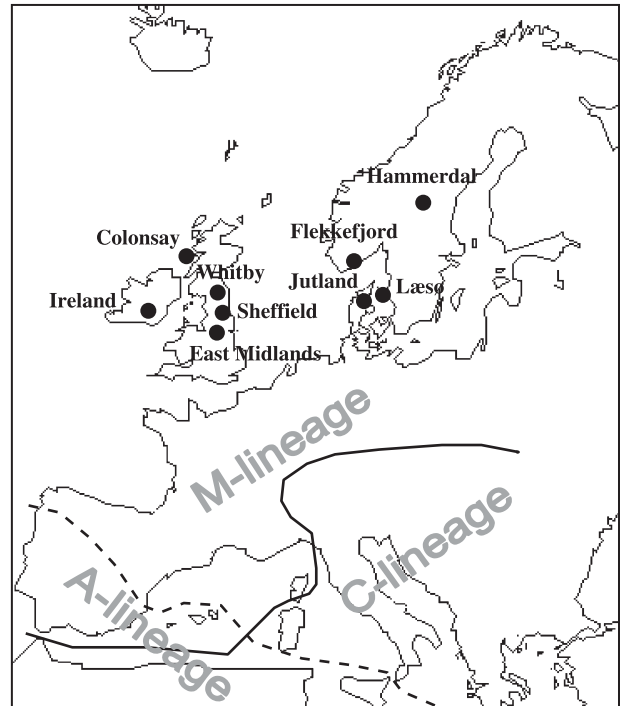 Hammerdal
Flekkefjord
Colonsay
Whitby
Jutland
Læsø
Ireland
Sheffield
East Midlands
M-lineage
C-lineage
A-lineage